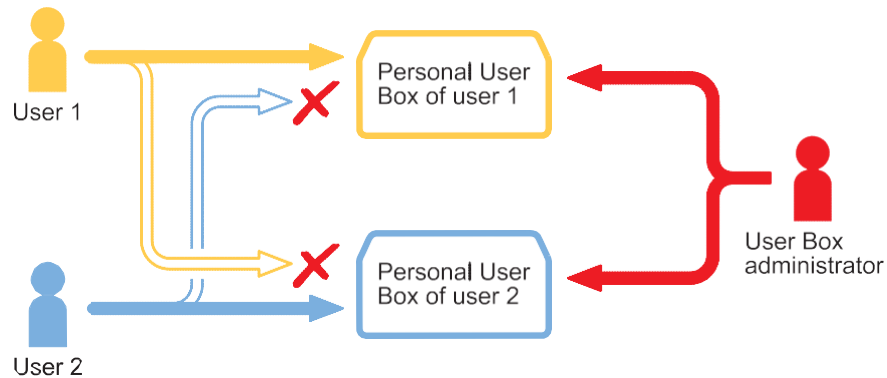 User 1
Personal User
Box of user 1
User Box
administrator
Personal User
Box of user 2
User 2